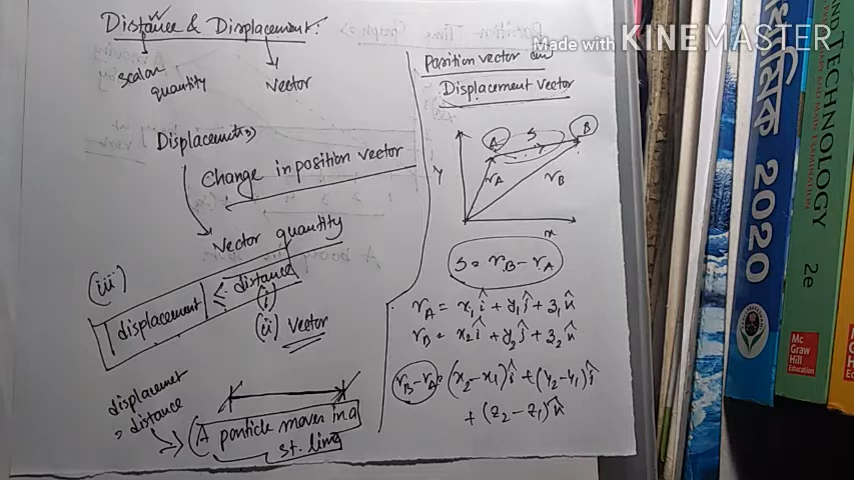 Distance & Displacement:
scalar
quantity
Vector
Displacement
Change in position vector
Vector quantity
(iii)
|displacement| ≤ distance
(i)
(ii) Vector
displacement
= distance
(A particle moves in a
st. line
Made with KINEMASTER
Position vector and
Displacement vector
A S B
Y rA rB
x
S = rB - rA
rA = x1 î + y1 ĵ + z1 k̂
rB = x2 î + y2 ĵ + z2 k̂
rB - rA = (x2 - x1) î + (y2 - y1) ĵ
+ (z2 - z1) k̂
2020
TECHNOLOGY
2e
Mc
Graw
Hill
Education